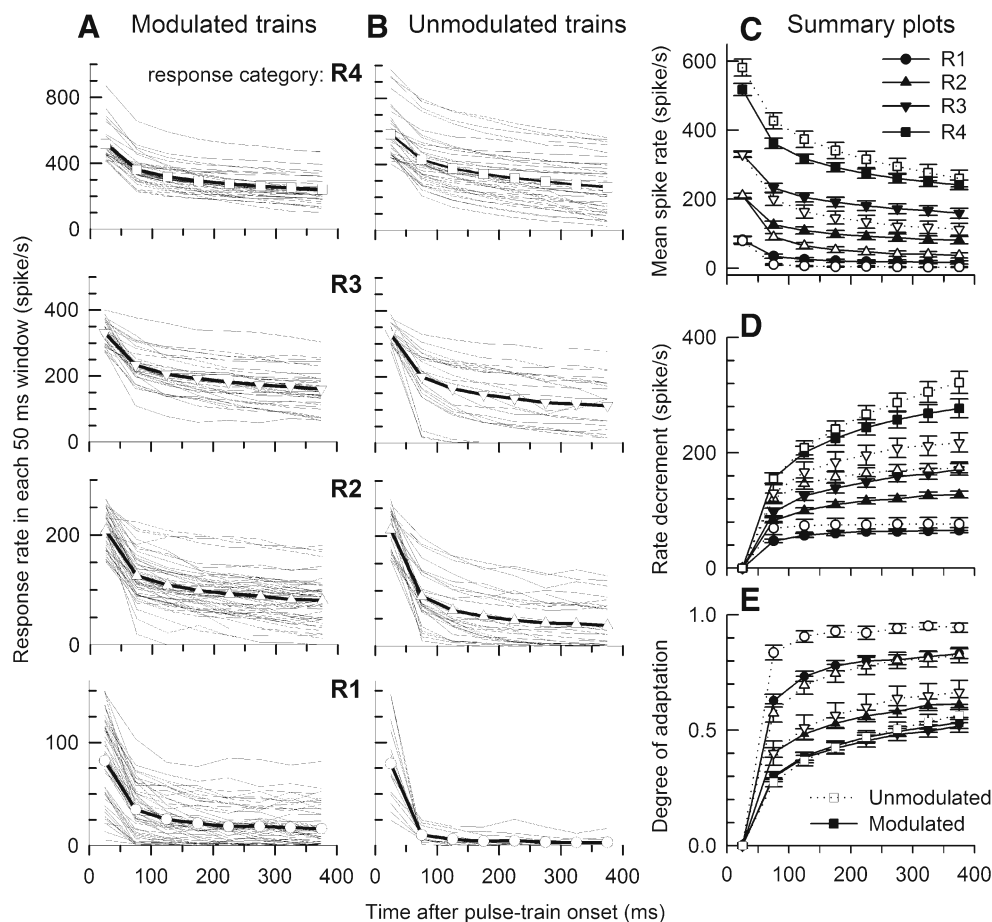 A Modulated trains
B Unmodulated trains
C Summary plots
response category: R4
800
400
0
R3
400
200
0
R2
200
0
R1
100
0
0 100 200 300 400
0 100 200 300 400
Response rate in each 50 ms window (spike/s)
Time after pulse-train onset (ms)
R1
R2
R3
R4
600
400
200
0
Mean spike rate (spike/s)
D
400
200
0
Rate decrement (spike/s)
E
1.0
0.5
0.0
Degree of adaptation
Unmodulated
Modulated
0 100 200 300 400